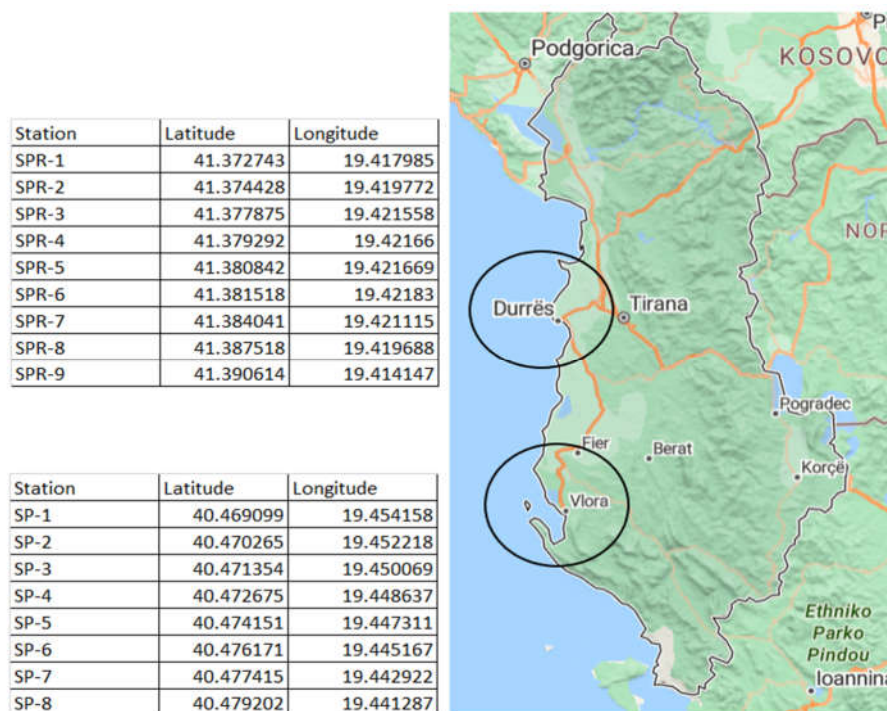 Station Latitude Longitude
SPR-1 41.372743 19.417985
SPR-2 41.374428 19.419772
SPR-3 41.377875 19.421558
SPR-4 41.379292 19.42166
SPR-5 41.380842 19.421669
SPR-6 41.381518 19.42183
SPR-7 41.384041 19.421115
SPR-8 41.387518 19.419688
SPR-9 41.390614 19.414147
Station Latitude Longitude
SP-1 40.469099 19.454158
SP-2 40.470265 19.452218
SP-3 40.471354 19.450069
SP-4 40.472675 19.448637
SP-5 40.474151 19.447311
SP-6 40.476171 19.445167
SP-7 40.477415 19.442922
SP-8 40.479202 19.441287
P
Podgorica
KOSOVO
NOR
Durrës
Tirana
Pogradec
Fier
Berat
Korçë
Vlora
Ethniko
Parko
Pindou
Ioannina